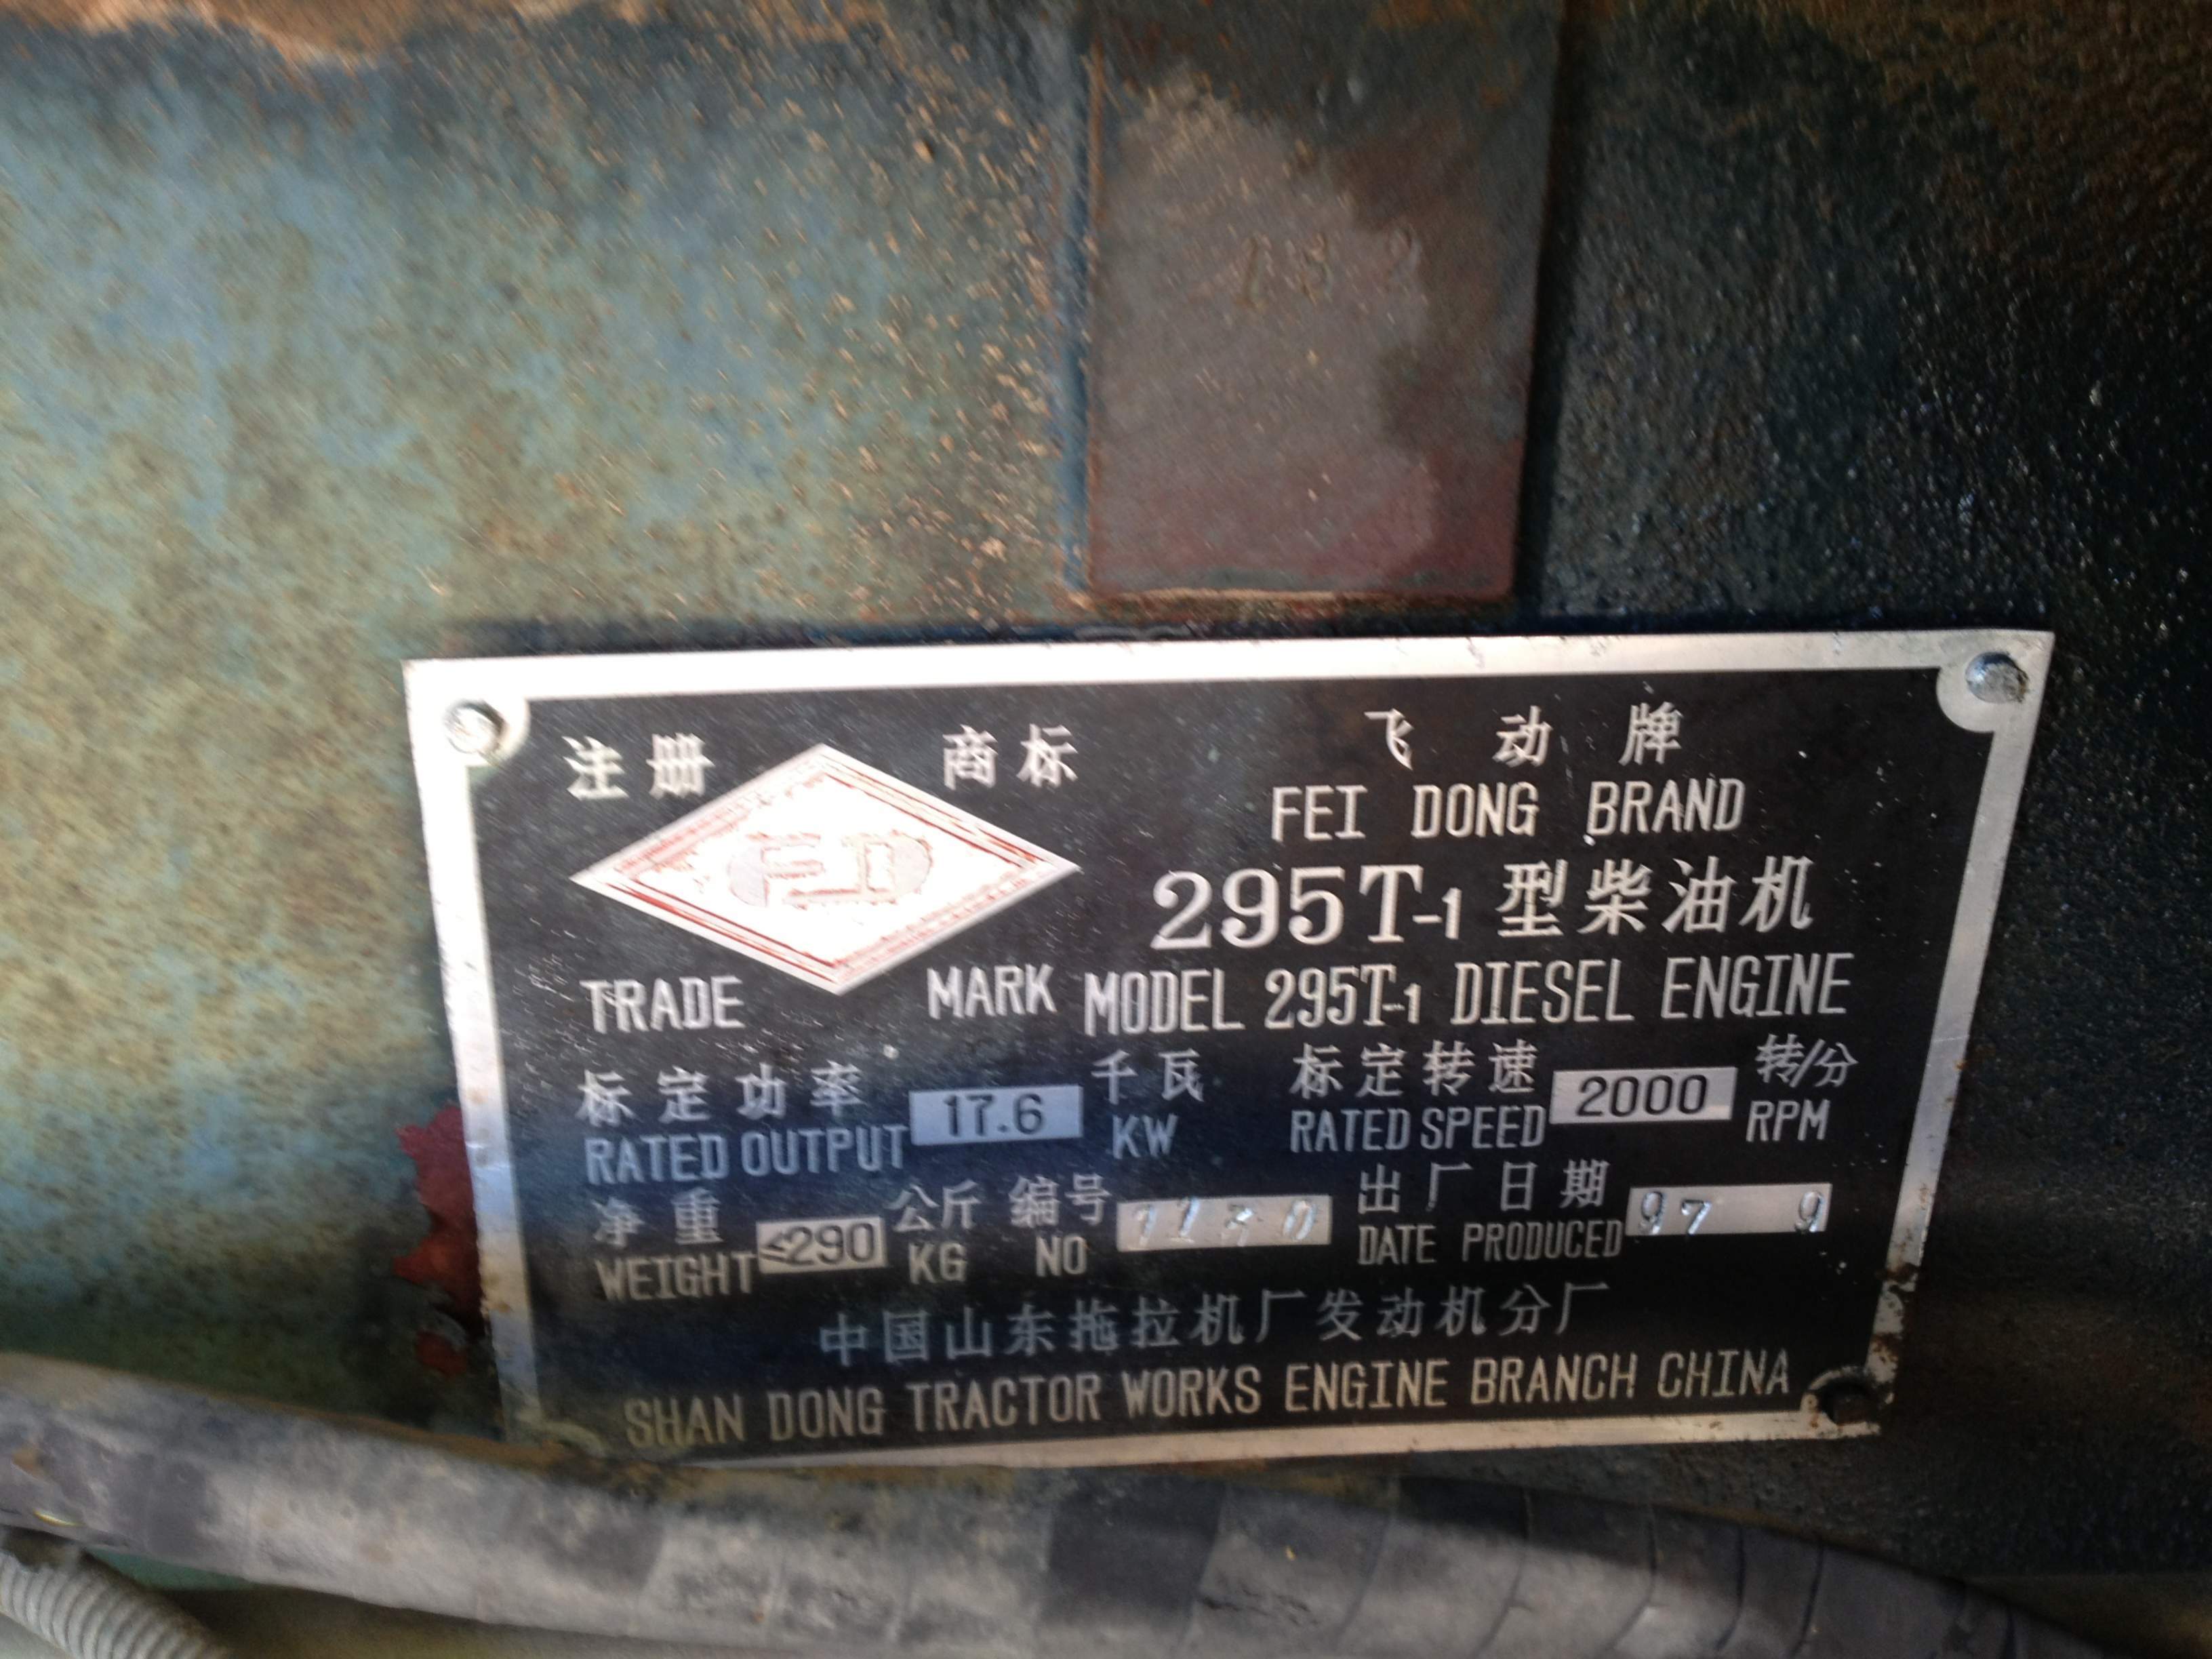 132
注册 商标
FD
TRADE MARK
飞动牌
FEI DONG BRAND
295T-1型柴油机
MODEL 295T-1 DIESEL ENGINE
标定功率 17.6 千瓦 标定转速 2000 转/分
RATED OUTPUT KW RATED SPEED RPM
净重 ≤290 公斤 编号 出厂日期 97 9
WEIGHT KG NO DATE PRODUCED
中国山东拖拉机厂发动机分厂
SHAN DONG TRACTOR WORKS ENGINE BRANCH CHINA